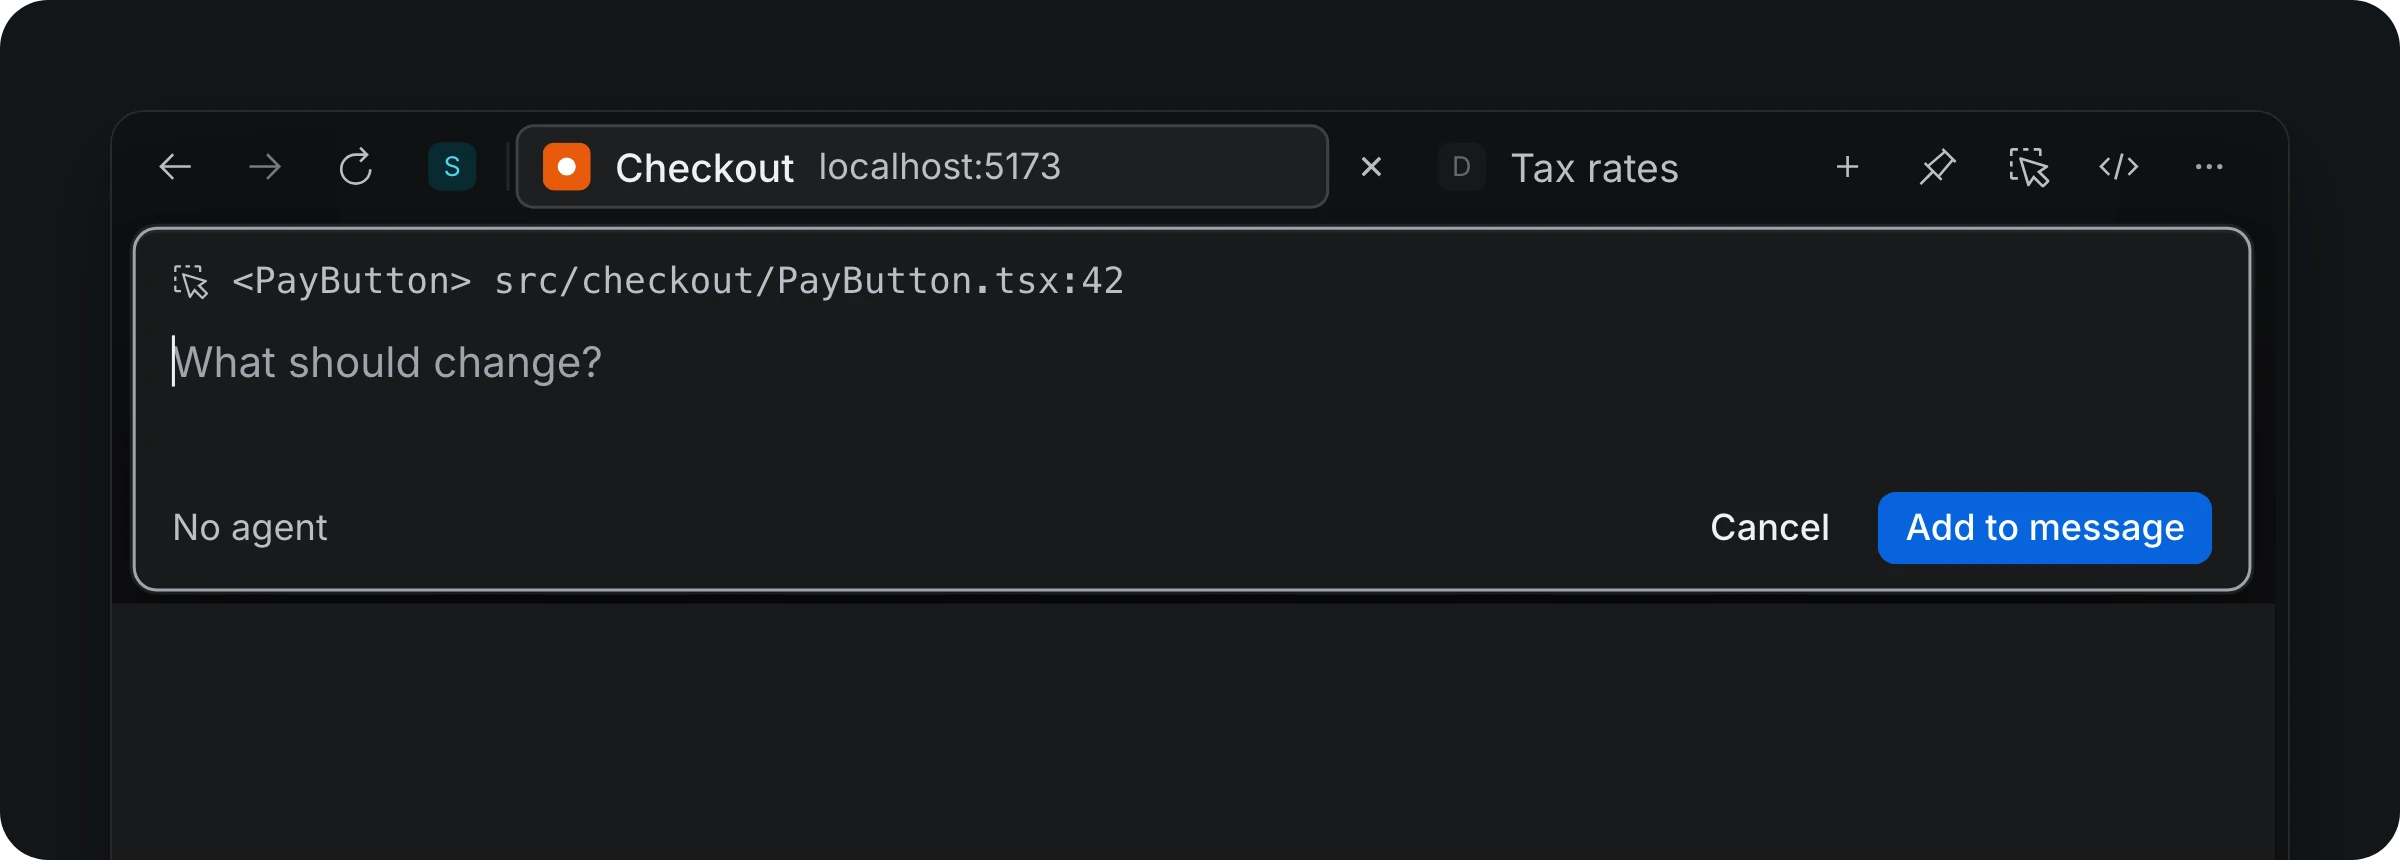 S Checkout localhost:5173 D Tax rates
<PayButton> src/checkout/PayButton.tsx:42
What should change?
No agent Cancel Add to message